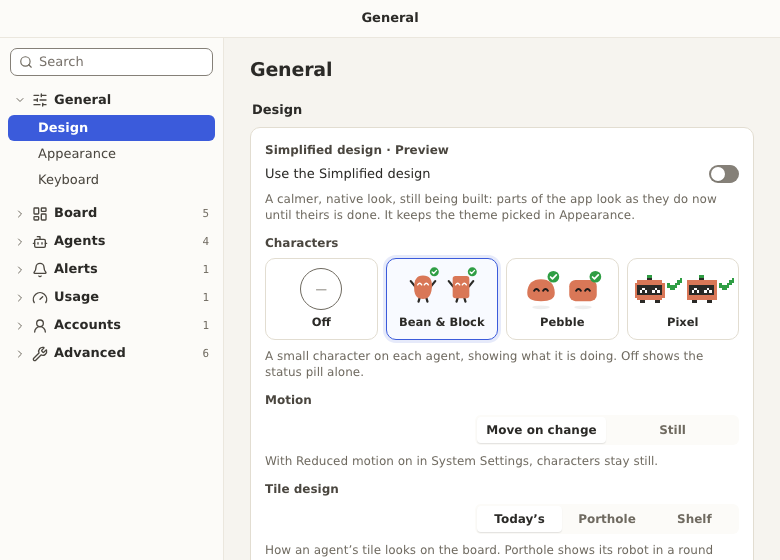 General
Search
General
Design
Appearance
Keyboard
Board 5
Agents 4
Alerts 1
Usage 1
Accounts 1
Advanced 6
General
Design
Simplified design · Preview
Use the Simplified design
A calmer, native look, still being built: parts of the app look as they do now
until theirs is done. It keeps the theme picked in Appearance.
Characters
Off Bean & Block Pebble Pixel
A small character on each agent, showing what it is doing. Off shows the
status pill alone.
Motion
Move on change Still
With Reduced motion on in System Settings, characters stay still.
Tile design
Today’s Porthole Shelf
How an agent’s tile looks on the board. Porthole shows its robot in a round